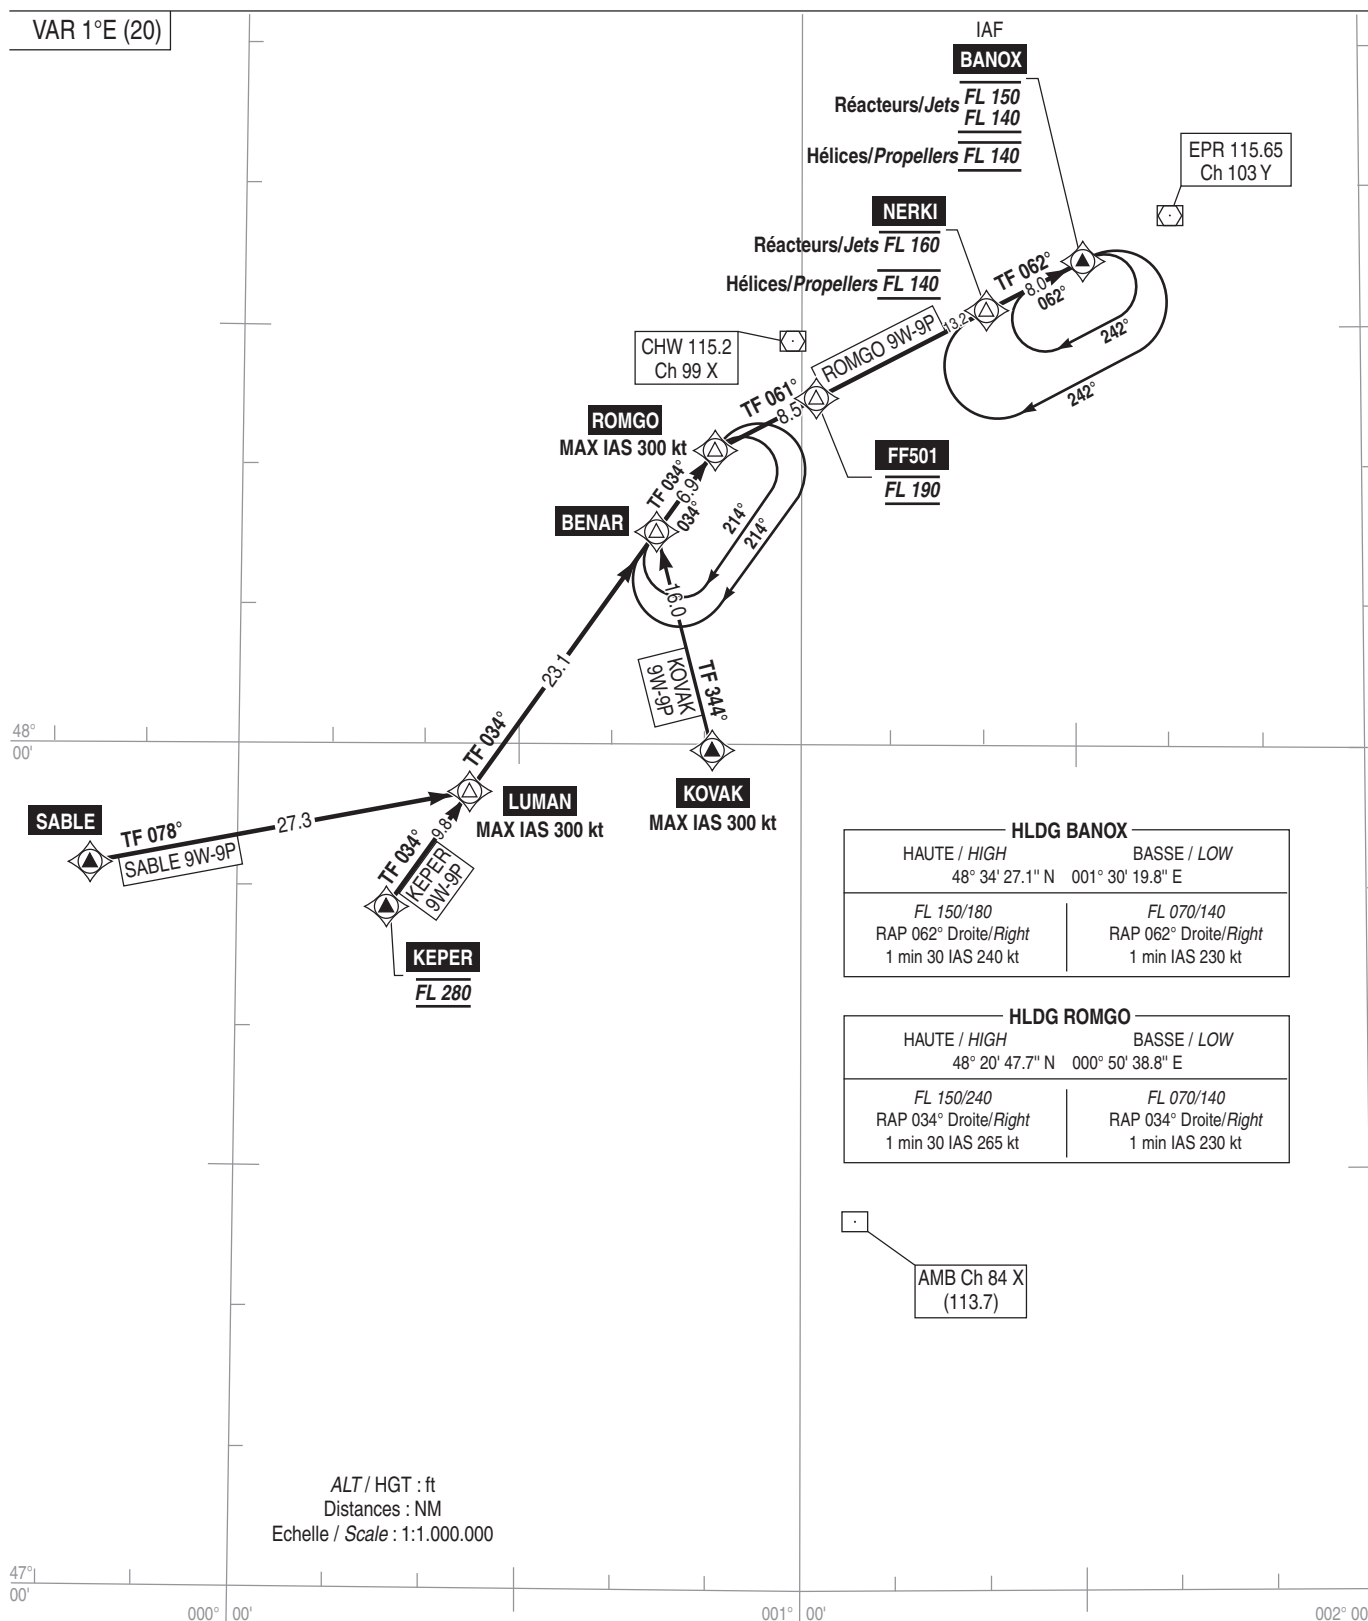 VAR 1°E (20)
IAF
BANOX
Réacteurs/Jets FL 150
FL 140
Hélices/Propellers FL 140
EPR 115.65
Ch 103 Y
NERKI
Réacteurs/Jets FL 160
Hélices/Propellers FL 140
TF 062°
8.0
062°
242°
242°
CHW 115.2
Ch 99 X
ROMGO 9W-9P
13.2
TF 061°
8.5
ROMGO
MAX IAS 300 kt
FF501
FL 190
TF 034°
6.9
034°
214°
214°
BENAR
16.0
23.1
KOVAK
9W-9P
TF 344°
48°
00'
TF 034°
KOVAK
MAX IAS 300 kt
LUMAN
MAX IAS 300 kt
SABLE
TF 078°
27.3
SABLE 9W-9P
TF 034°
9.8
KEPER
9W-9P
KEPER
FL 280
HLDG BANOX
HAUTE / HIGH BASSE / LOW
48° 34' 27.1" N 001° 30' 19.8" E
FL 150/180 FL 070/140
RAP 062° Droite/Right RAP 062° Droite/Right
1 min 30 IAS 240 kt 1 min IAS 230 kt
HLDG ROMGO
HAUTE / HIGH BASSE / LOW
48° 20' 47.7" N 000° 50' 38.8" E
FL 150/240 FL 070/140
RAP 034° Droite/Right RAP 034° Droite/Right
1 min 30 IAS 265 kt 1 min IAS 230 kt
AMB Ch 84 X
(113.7)
ALT / HGT : ft
Distances : NM
Echelle / Scale : 1:1.000.000
47°
00'
000° 00' 001° 00' 002° 00